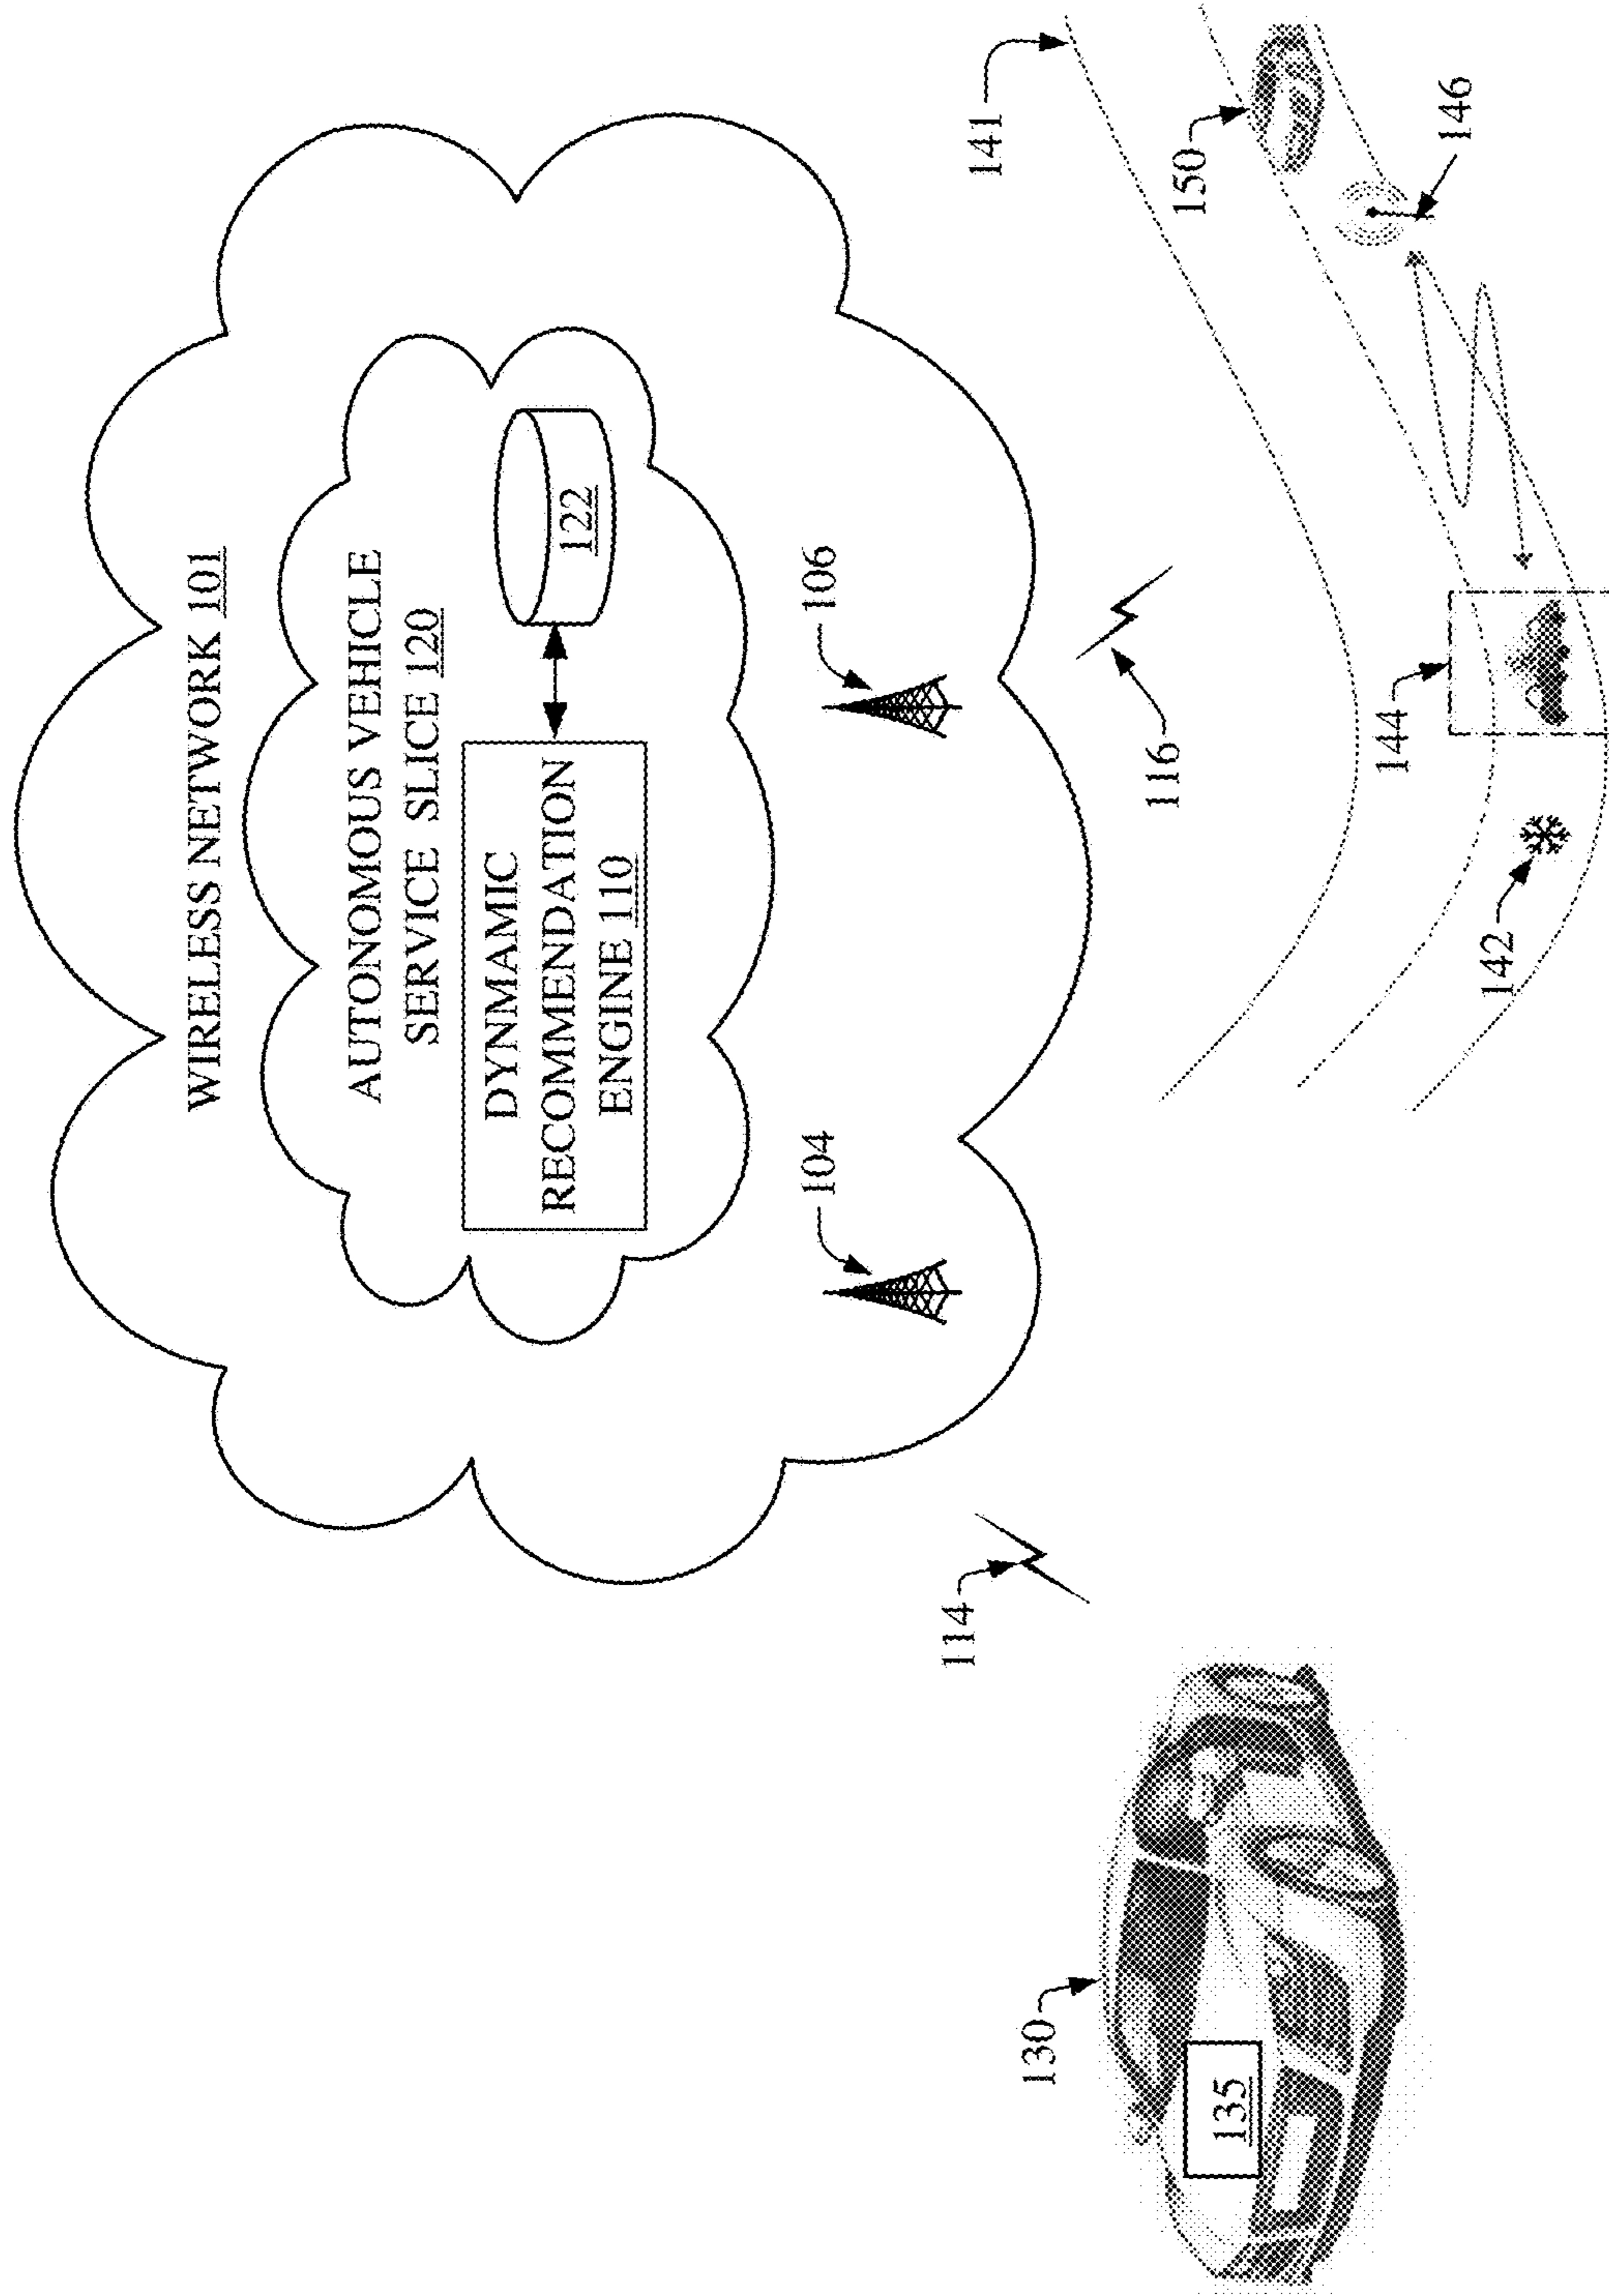 WIRELESS NETWORK 101
AUTONOMOUS VEHICLE
SERVICE SLICE 120
DYNMAMIC
RECOMMENDATION
ENGINE 110
122
104
106
114
116
130
135
141
150
146
144
142